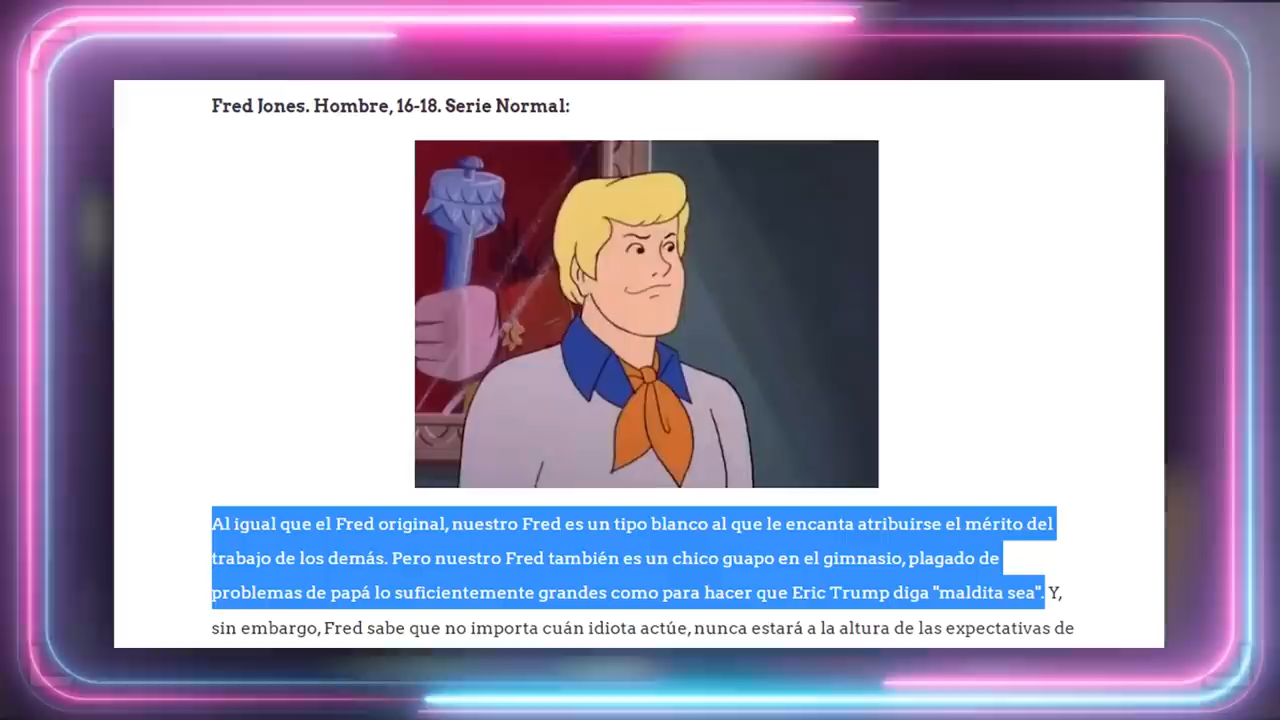 Fred Jones. Hombre, 16-18. Serie Normal:
Al igual que el Fred original, nuestro Fred es un tipo blanco al que le encanta atribuirse el mérito del
trabajo de los demás. Pero nuestro Fred también es un chico guapo en el gimnasio, plagado de
problemas de papá lo suficientemente grandes como para hacer que Eric Trump diga "maldita sea". Y,
sin embargo, Fred sabe que no importa cuán idiota actúe, nunca estará a la altura de las expectativas de